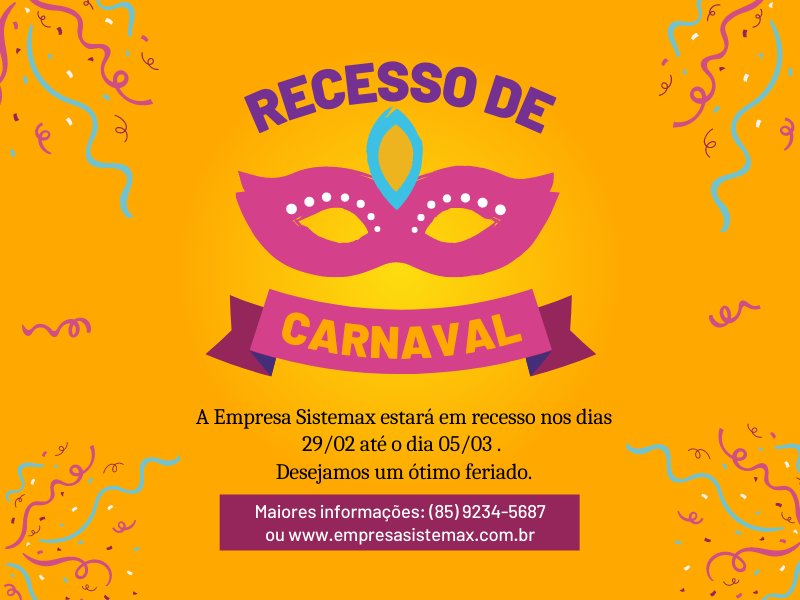 RECESSO DE
CARNAVAL
A Empresa Sistemax estará em recesso nos dias
29/02 até o dia 05/03 .
Desejamos um ótimo feriado.
Maiores informações: (85) 9234-5687
ou www.empresasistemax.com.br